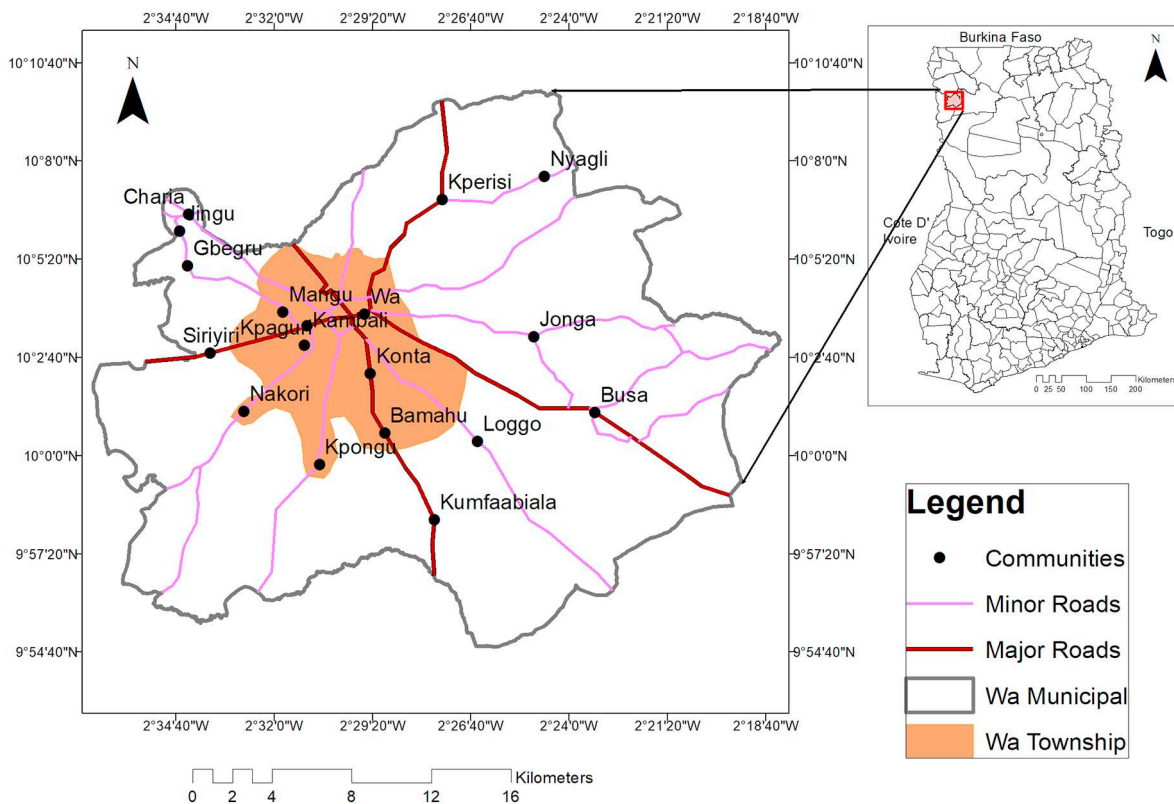 2°34'40"W 2°32'0"W 2°29'20"W 2°26'40"W 2°24'0"W 2°21'20"W 2°18'40"W
Burkina Faso
N
10°10'40"N
10°10'40"N
N
10°8'0"N
Nyagli
10°8'0"N
Kperisi
Charia
Jingu
Cote D'
Ivoire
Togo
Gbegru
10°5'20"N
10°5'20"N
Mangu
Wa
Kpaguri
Kambali
Siriyiri
Jonga
10°2'40"N
Konta
10°2'40"N
Kilometers
0 25 50 100 150 200
Nakori
Busa
Bamahu
Loggo
10°0'0"N
Kpongu
10°0'0"N
Kumfaabiala
Legend
9°57'20"N
9°57'20"N
Communities
Minor Roads
9°54'40"N
9°54'40"N
Major Roads
Wa Municipal
2°34'40"W 2°32'0"W 2°29'20"W 2°26'40"W 2°24'0"W 2°21'20"W 2°18'40"W
Wa Township
Kilometers
0 2 4 8 12 16